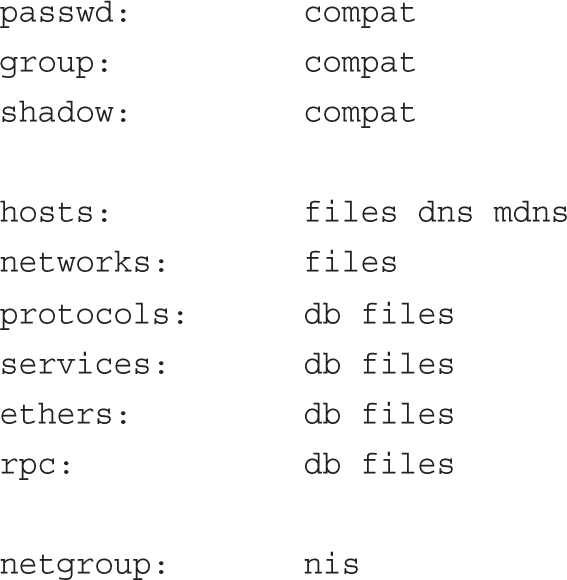 passwd: compat
group: compat
shadow: compat
hosts: files dns mdns
networks: files
protocols: db files
services: db files
ethers: db files
rpc: db files
netgroup: nis